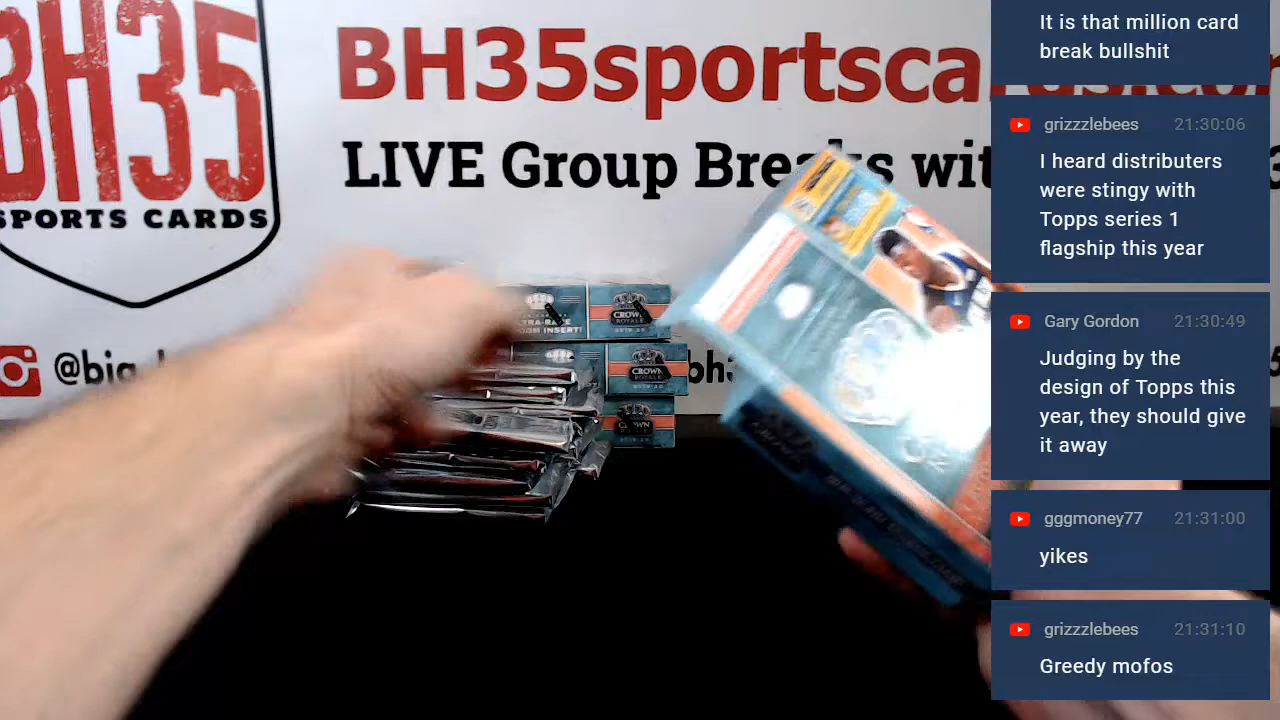 BH35
SPORTS CARDS
BH35sportsca
LIVE Group Breaks wit
@big
bh3
CROWN
ROYALE
CROWN
ROYALE
It is that million card
break bullshit
grizzzlebees 21:30:06
I heard distributers
were stingy with
Topps series 1
flagship this year
Gary Gordon 21:30:49
Judging by the
design of Topps this
year, they should give
it away
gggmoney77 21:31:00
yikes
grizzzlebees 21:31:10
Greedy mofos